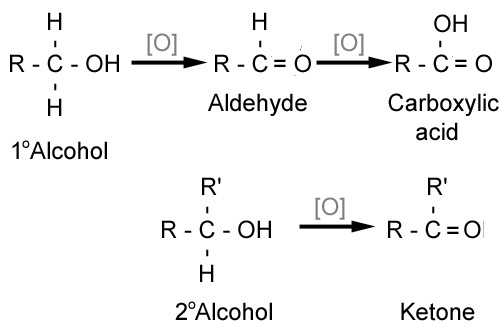 H H OH
[O] [O]
R - C - OH R - C = O R - C = O
H Aldehyde Carboxylic
acid
1°Alcohol
R' R'
[O]
R - C - OH R - C = O
H
2°Alcohol Ketone